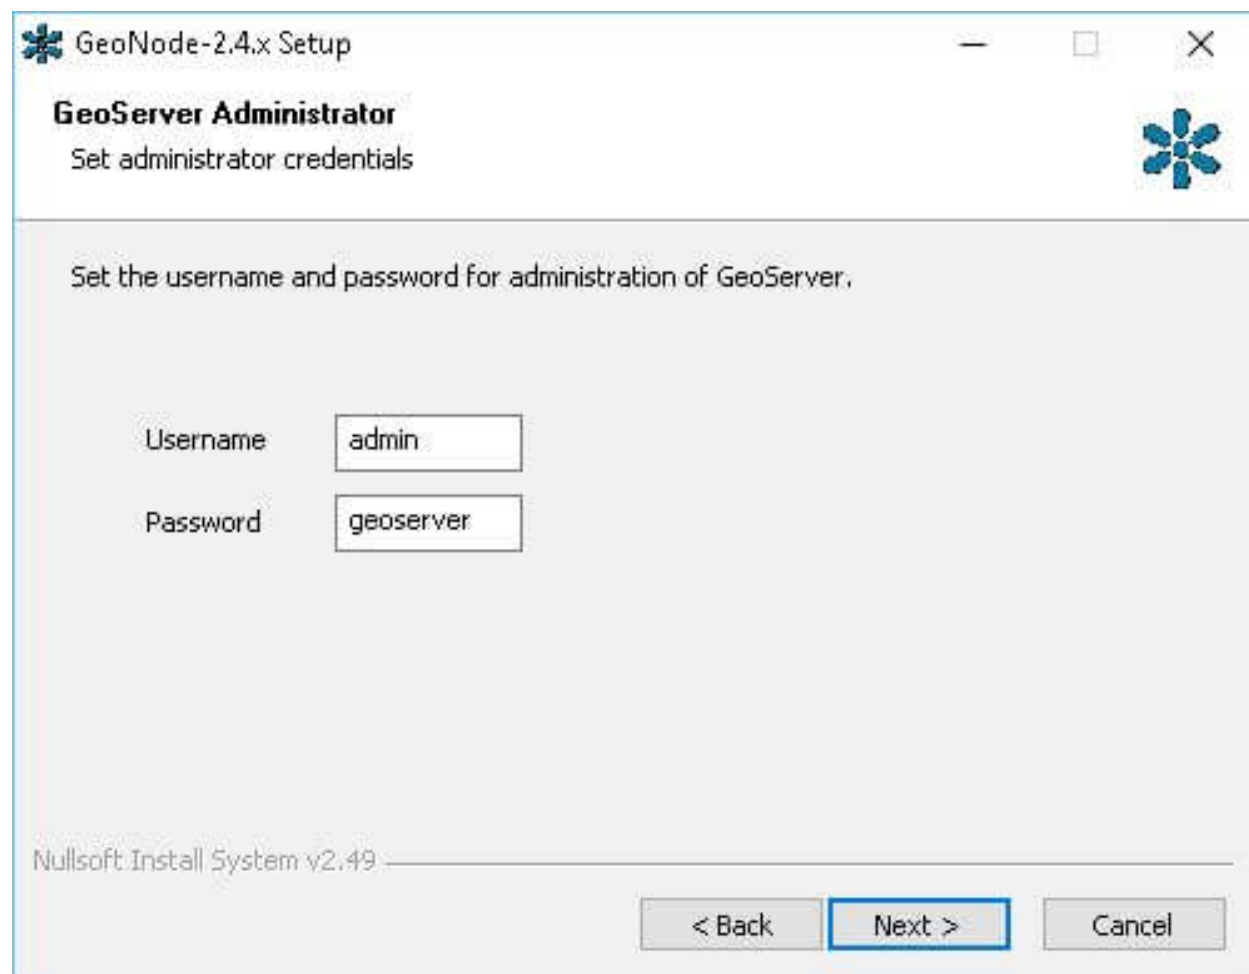 GeoNode-2.4.x Setup
GeoServer Administrator
Set administrator credentials
Set the username and password for administration of GeoServer.
Username admin
Password geoserver
Nullsoft Install System v2.49
< Back Next > Cancel